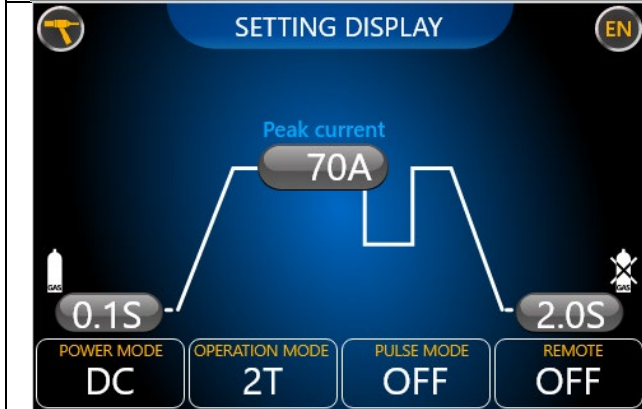 SETTING DISPLAY
EN
Peak current
70A
GAS
GAS
0.1S
2.0S
POWER MODE
OPERATION MODE
PULSE MODE
REMOTE
DC
2T
OFF
OFF